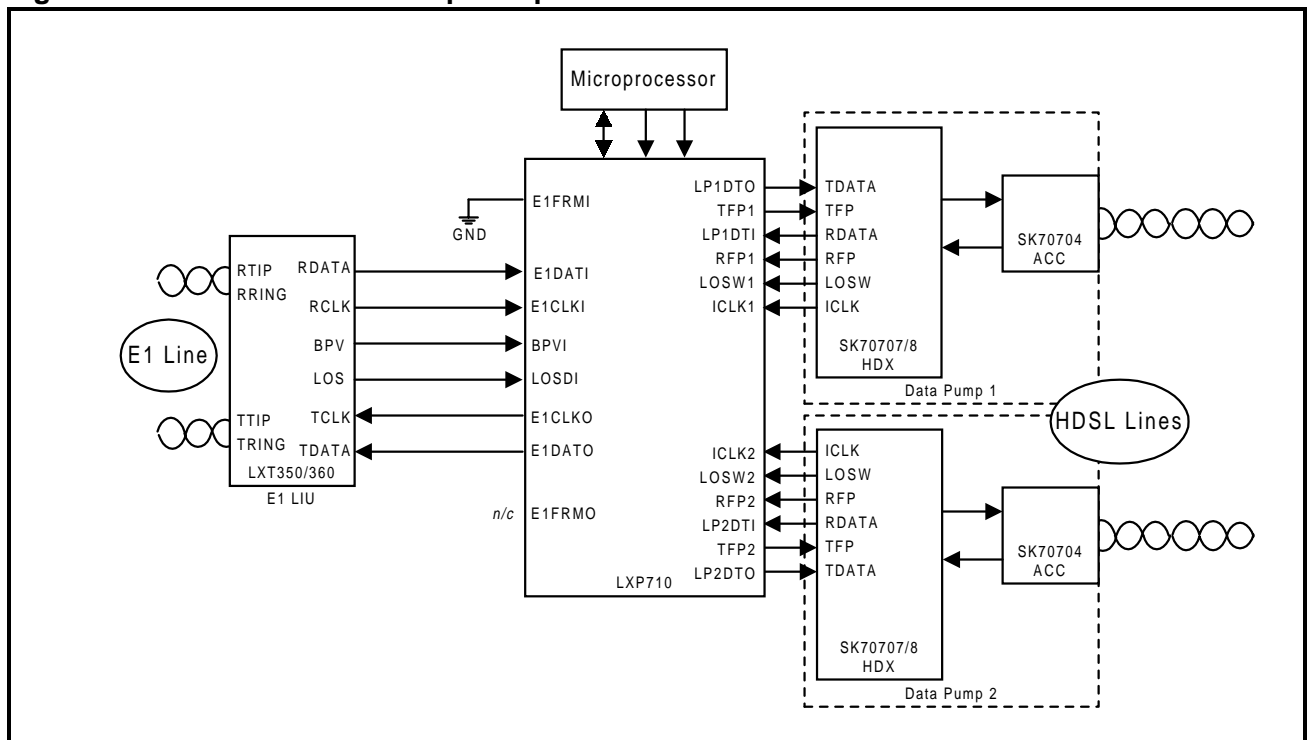 Microprocessor
E1FRMI
GND
E1DATI
E1CLKI
BPVI
LOSDI
E1CLKO
E1DATO
n/c E1FRMO
LXP710
RTIP
RRING
TTIP
TRING
RDATA
RCLK
BPV
LOS
TCLK
TDATA
LXT350/360
E1 LIU
E1 Line
LP1DTO
TFP1
LP1DTI
RFP1
LOSW1
ICLK1
TDATA
TFP
RDATA
RFP
LOSW
ICLK
SK70707/8
HDX
SK70704
ACC
Data Pump 1
HDSL Lines
ICLK2
LOSW2
RFP2
LP2DTI
TFP2
LP2DTO
ICLK
LOSW
RFP
RDATA
TFP
TDATA
SK70707/8
HDX
SK70704
ACC
Data Pump 2